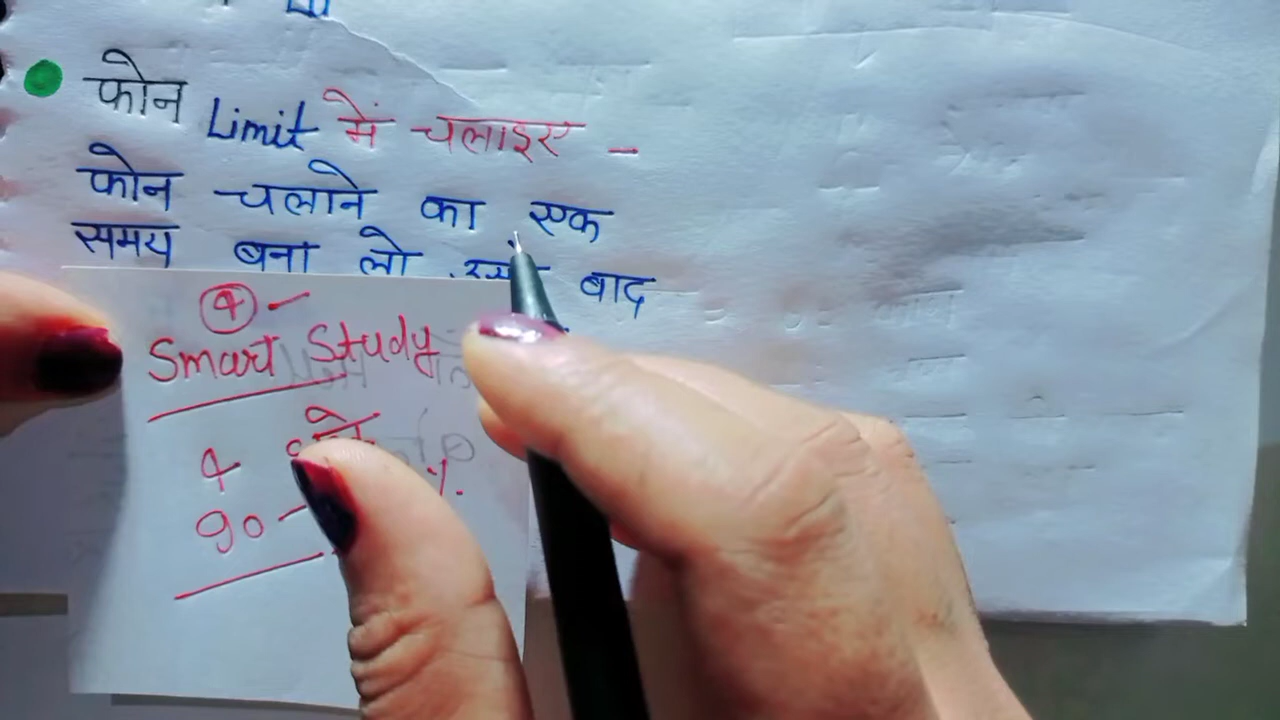 फोन Limit में चलाइए -
फोन चलाने का एक
समय बना लो बाद
4
Smart Study
4
90 -